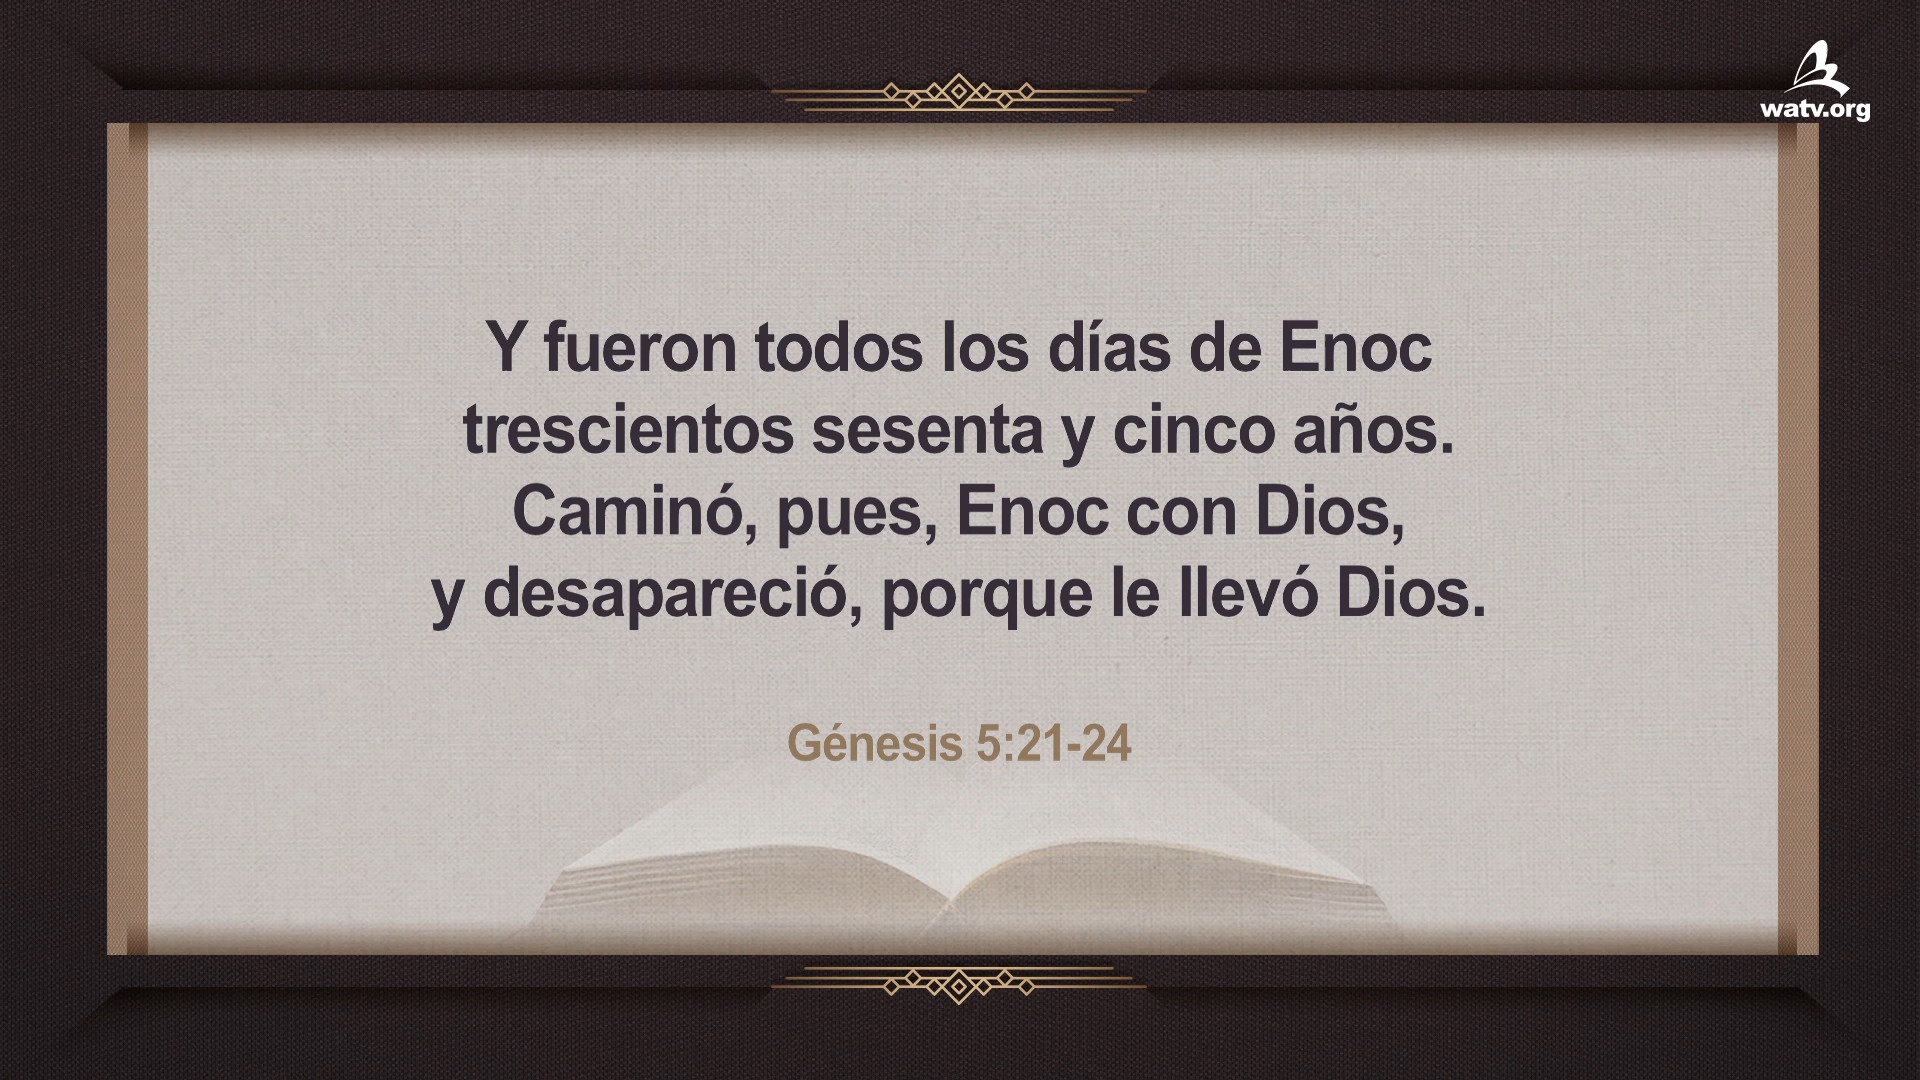 watv.org
Y fueron todos los días de Enoc
trescientos sesenta y cinco años.
Caminó, pues, Enoc con Dios,
y desapareció, porque le llevó Dios.
Génesis 5:21-24